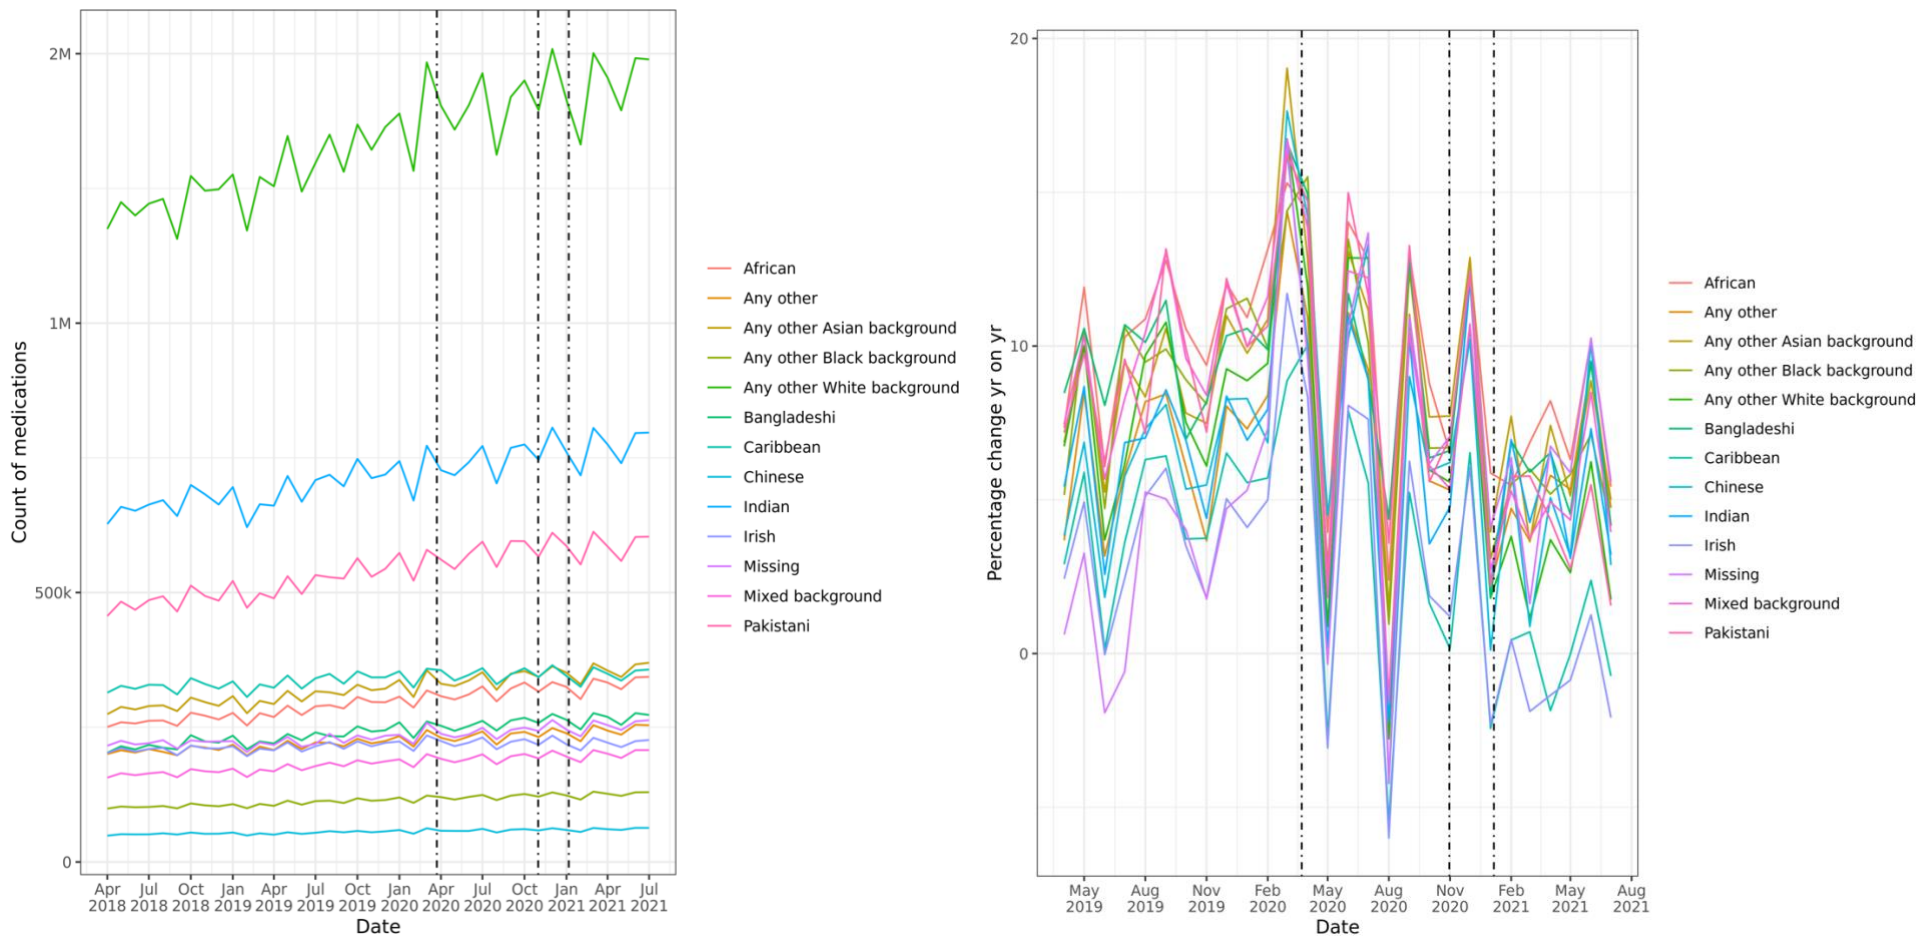 Count of medications
2M
1M
500k
0
Apr Jul Oct Jan Apr Jul Oct Jan Apr Jul Oct Jan Apr Jul
2018 2018 2018 2019 2019 2019 2019 2020 2020 2020 2020 2021 2021 2021
Date
African
Any other
Any other Asian background
Any other Black background
Any other White background
Bangladeshi
Caribbean
Chinese
Indian
Irish
Missing
Mixed background
Pakistani
Percentage change yr on yr
20
10
0
May Aug Nov Feb May Aug Nov Feb May Aug
2019 2019 2019 2020 2020 2020 2020 2021 2021 2021
Date
African
Any other
Any other Asian background
Any other Black background
Any other White background
Bangladeshi
Caribbean
Chinese
Indian
Irish
Missing
Mixed background
Pakistani